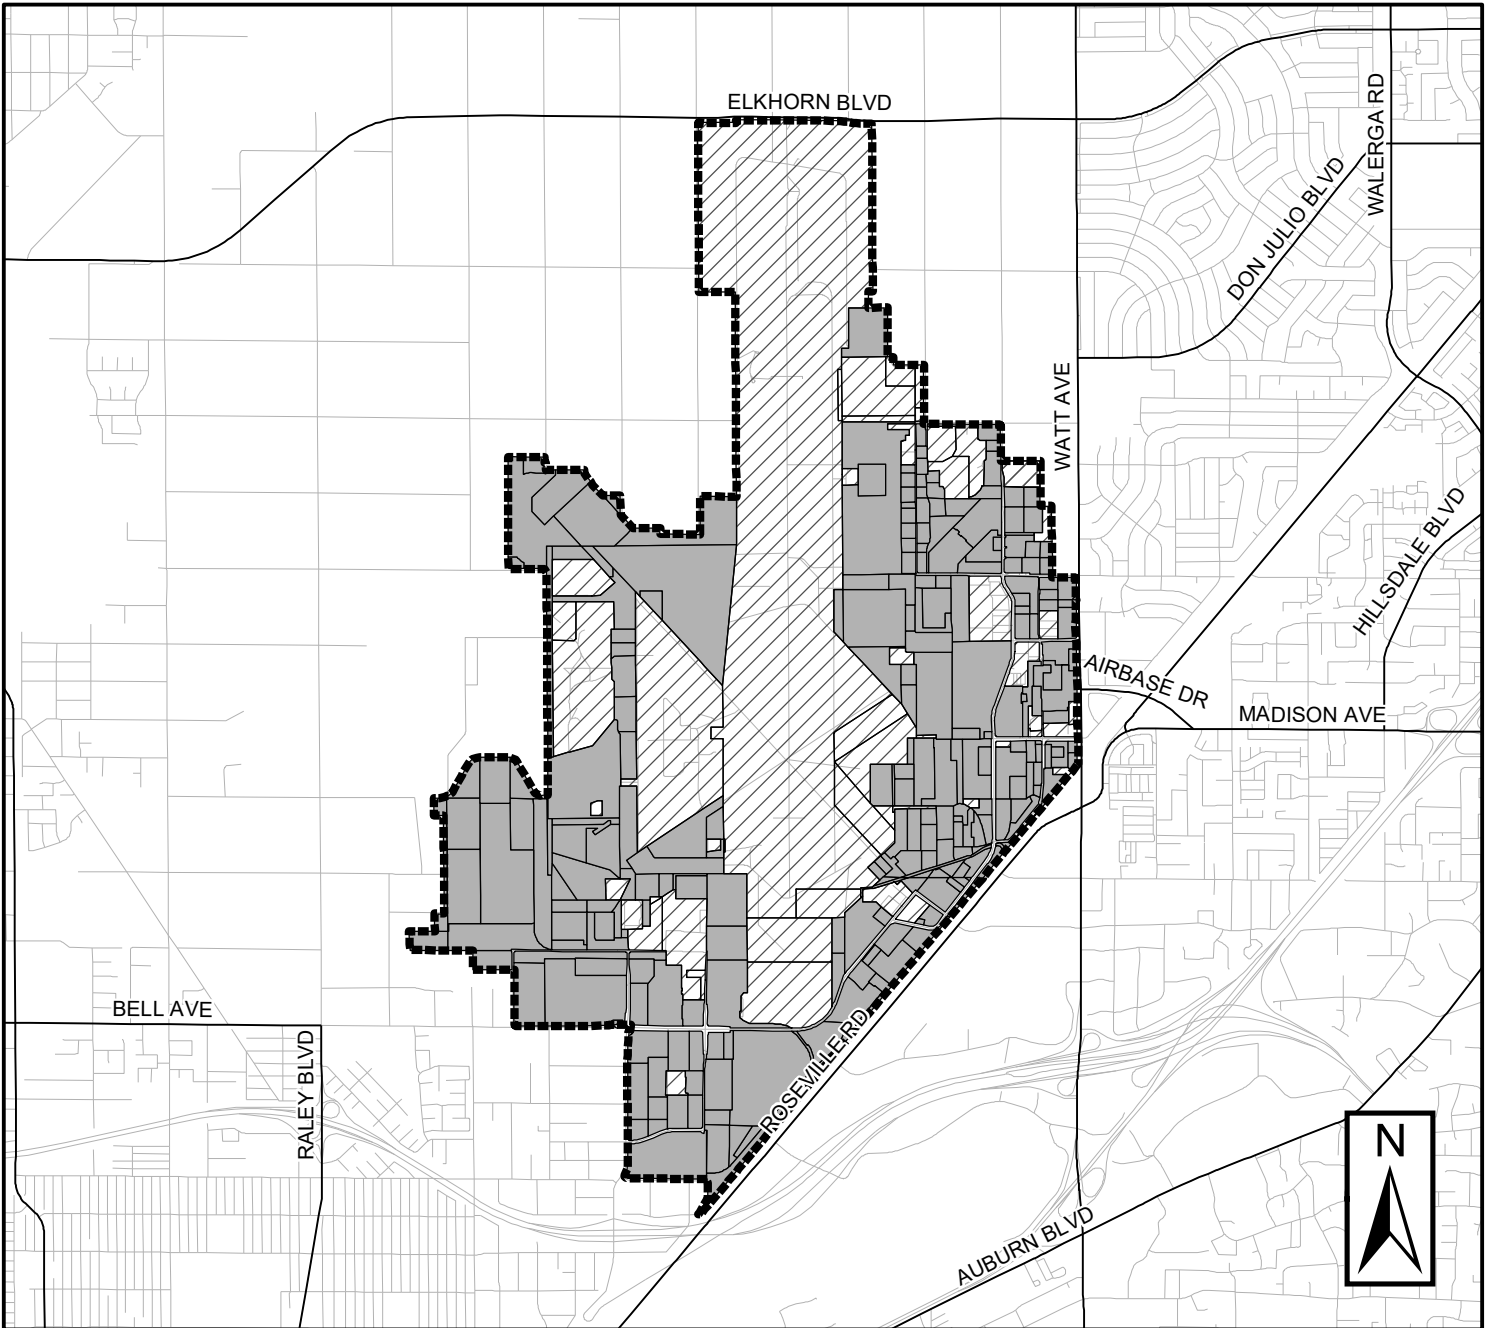 ELKHORN BLVD
WALERGA RD
DON JULIO BLVD
WATT AVE
HILLSDALE BLVD
AIRBASE DR
MADISON AVE
BELL AVE
RALEY BLVD
ROSEVILLE RD
AUBURN BLVD
N